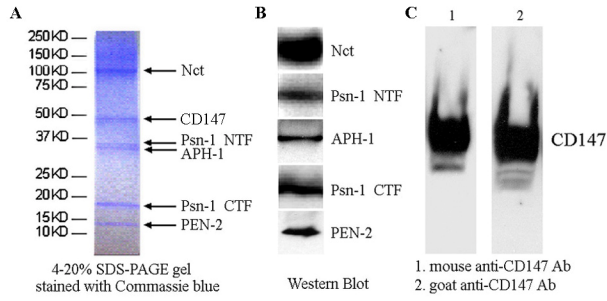 A
250KD
150
100KD
75KD
50KD
37KD
25KD
20KD
15KD
10KD
Nct
CD147
Psn-1 NTF
APH-1
Psn-1 CTF
PEN-2
4-20% SDS-PAGE gel
stained with Commassie blue
B
Nct
Psn-1 NTF
APH-1
Psn-1 CTF
PEN-2
Western Blot
C
1 2
CD147
1. mouse anti-CD147 Ab
2. goat anti-CD147 Ab